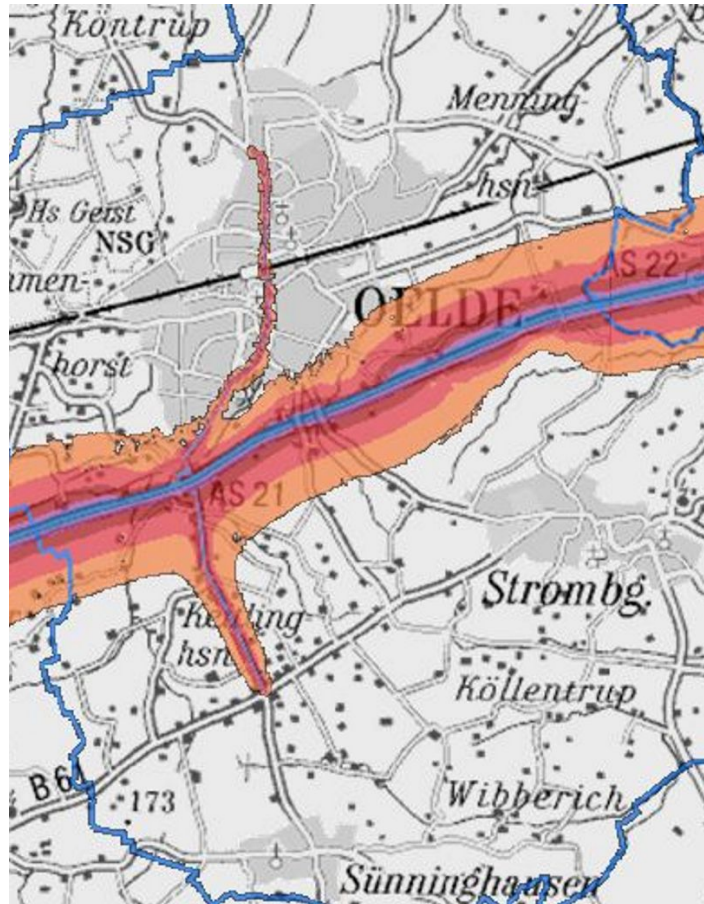 Köntrup
Menning-
hsn
Hs Geist
NSG
men-
AS 22
OELDE
horst
AS 21
Strombg.
Keitling-
hsn
Köllentrup
B 61
173
Wibberich
Sünninghausen